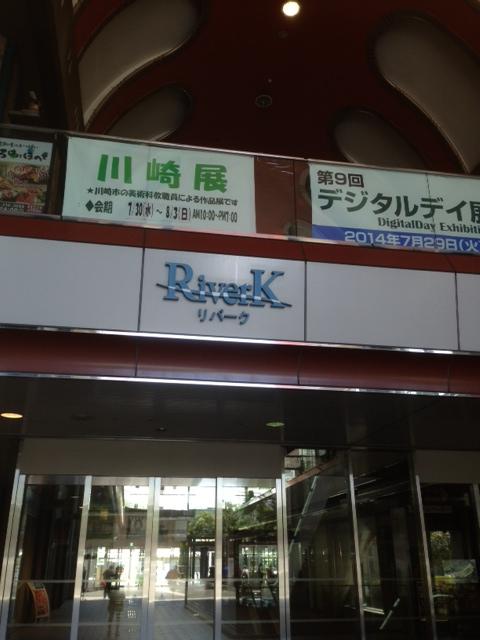 川崎展
★川崎市の美術科教職員による作品展です
◆会期 7/30(水)~8/3(日)AM10:00-PM7:00
第9回
デジタルデイ展
DigitalDay Exhibiti
2014年7月29日(火)
RiverK
リバーク